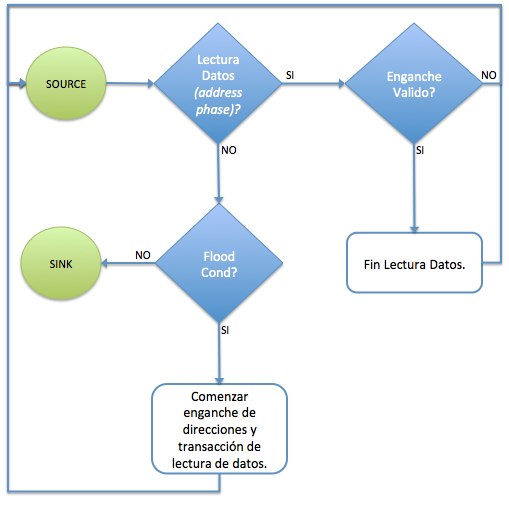 SOURCE
Lectura
Datos
(address
phase)?
SI
Enganche
Valido?
NO
NO
SI
SINK
NO
Flood
Cond?
Fin Lectura Datos.
SI
Comenzar
enganche de
direcciones y
transacción de
lectura de datos.